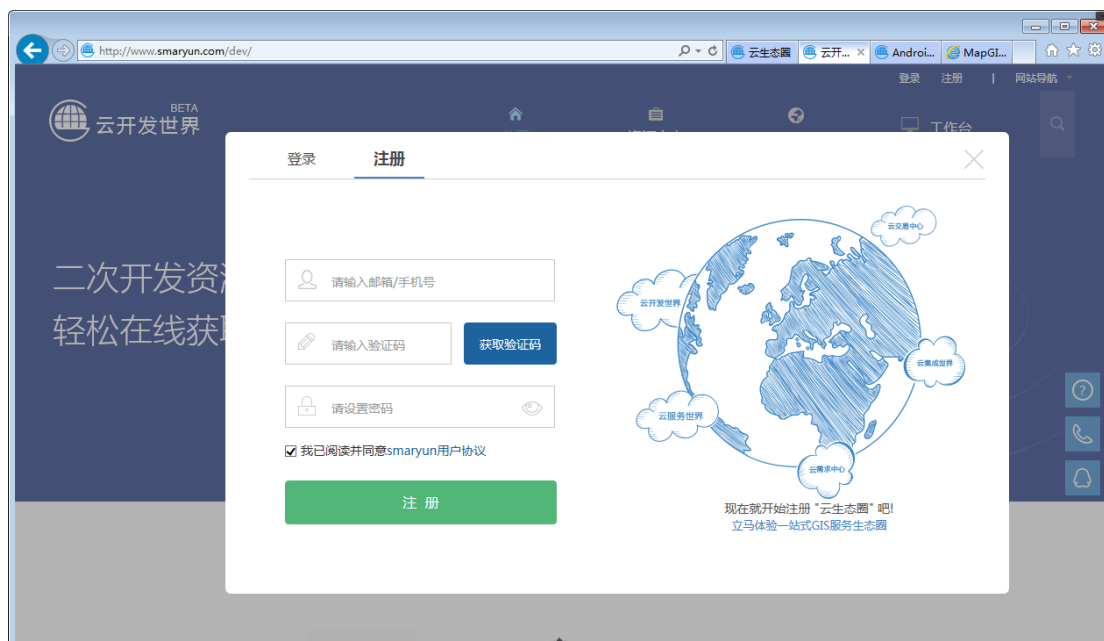 http://www.smaryun.com/dev/
云生态圈
云开...
Androi...
MapGI...
登录 注册 | 网站导航
BETA
云开发世界
工作台
登录 注册
二次开发资
轻松在线获
请输入邮箱/手机号
请输入验证码 获取验证码
请设置密码
我已阅读并同意smaryun用户协议
注 册
云交易中心
云开发世界
云集成世界
云服务世界
云需求中心
现在就开始注册 "云生态圈" 吧!
立马体验一站式GIS服务生态圈